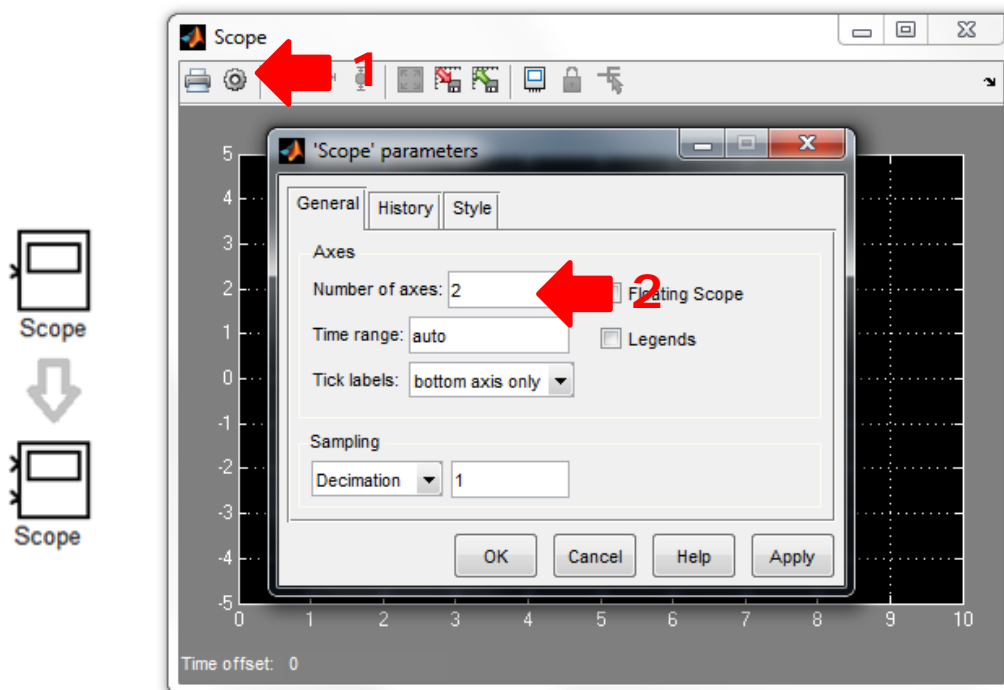 Scope
1
'Scope' parameters
General History Style
Axes
Number of axes: 2
2
Floating Scope
Time range: auto
Legends
Tick labels: bottom axis only
Sampling
Decimation 1
OK Cancel Help Apply
5
4
3
2
1
0
-1
-2
-3
-4
-5
0 1 2 3 4 5 6 7 8 9 10
Time offset: 0
Scope
Scope